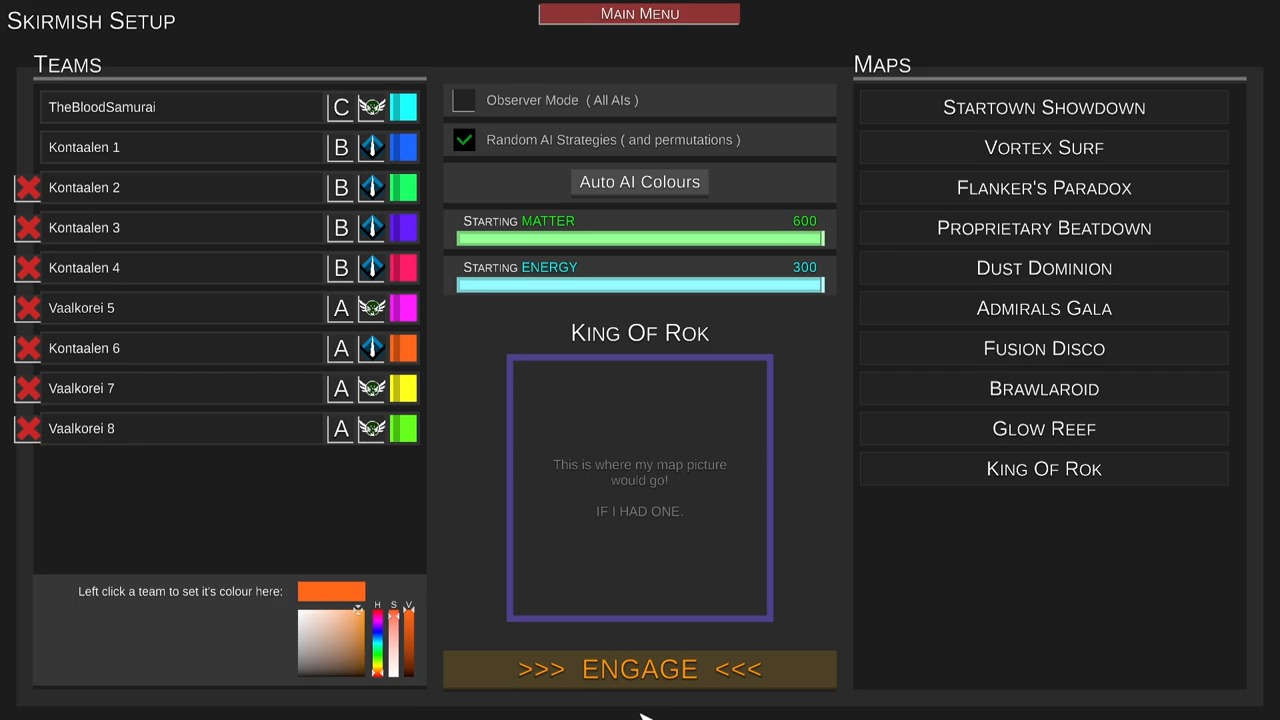 Skirmish Setup
Main Menu
Teams
TheBloodSamurai C
Kontaalen 1 B
Kontaalen 2 B
Kontaalen 3 B
Kontaalen 4 B
Vaalkorei 5 A
Kontaalen 6 A
Vaalkorei 7 A
Vaalkorei 8 A
Left click a team to set it's colour here:
H S V
Observer Mode ( All AIs )
Random AI Strategies ( and permutations )
Auto AI Colours
Starting Matter 600
Starting Energy 300
King Of Rok
This is where my map picture
would go!
IF I HAD ONE.
>>> ENGAGE <<<
Maps
Startown Showdown
Vortex Surf
Flanker's Paradox
Proprietary Beatdown
Dust Dominion
Admirals Gala
Fusion Disco
Brawlaroid
Glow Reef
King Of Rok